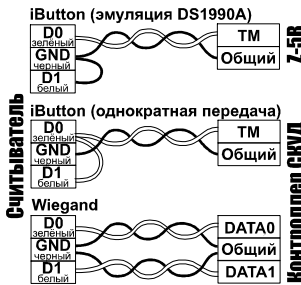 iButton (эмуляция DS1990A)
D0
зелёный
GND
черный
D1
белый
TM
Общий
Z-5R
iButton (однократная передача)
D0
зелёный
GND
черный
D1
белый
TM
Общий
Считыватель
Контроллер СКУД
Wiegand
D0
зелёный
GND
черный
D1
белый
DATA0
Общий
DATA1